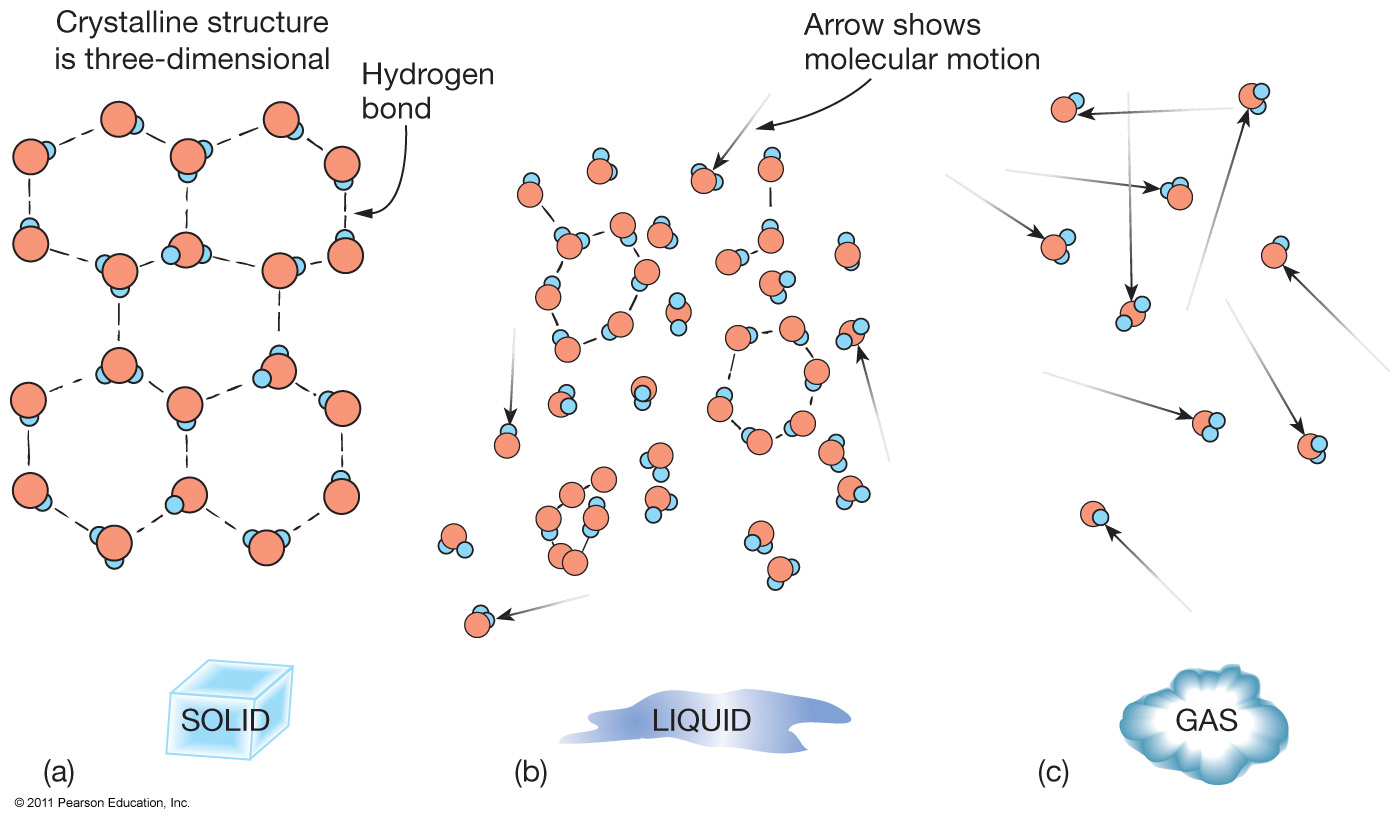 Crystalline structure
is three-dimensional
Hydrogen
bond
Arrow shows
molecular motion
SOLID
LIQUID
GAS
(a)
(b)
(c)
© 2011 Pearson Education, Inc.